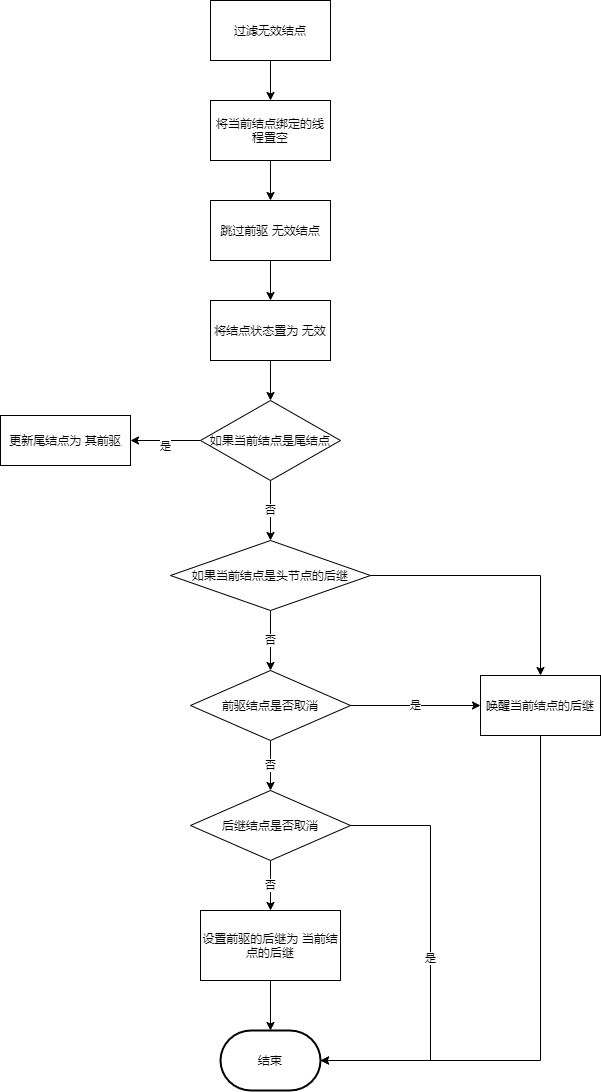 过滤无效结点
将当前结点绑定的线
程置空
跳过前驱 无效结点
将结点状态置为 无效
如果当前结点是尾结点
是
更新尾结点为 其前驱
否
如果当前结点是头节点的后继
否
前驱结点是否取消
是
唤醒当前结点的后继
否
后继结点是否取消
否
是
设置前驱的后继为 当前结
点的后继
结束